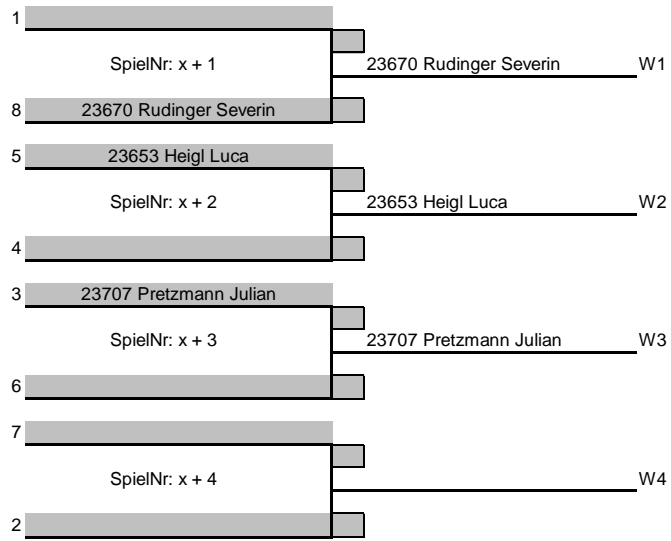 1
SpielNr: x + 1
23670 Rudinger Severin
W1
8
23670 Rudinger Severin
5
23653 Heigl Luca
SpielNr: x + 2
23653 Heigl Luca
W2
4
3
23707 Pretzmann Julian
SpielNr: x + 3
23707 Pretzmann Julian
W3
6
7
SpielNr: x + 4
W4
2